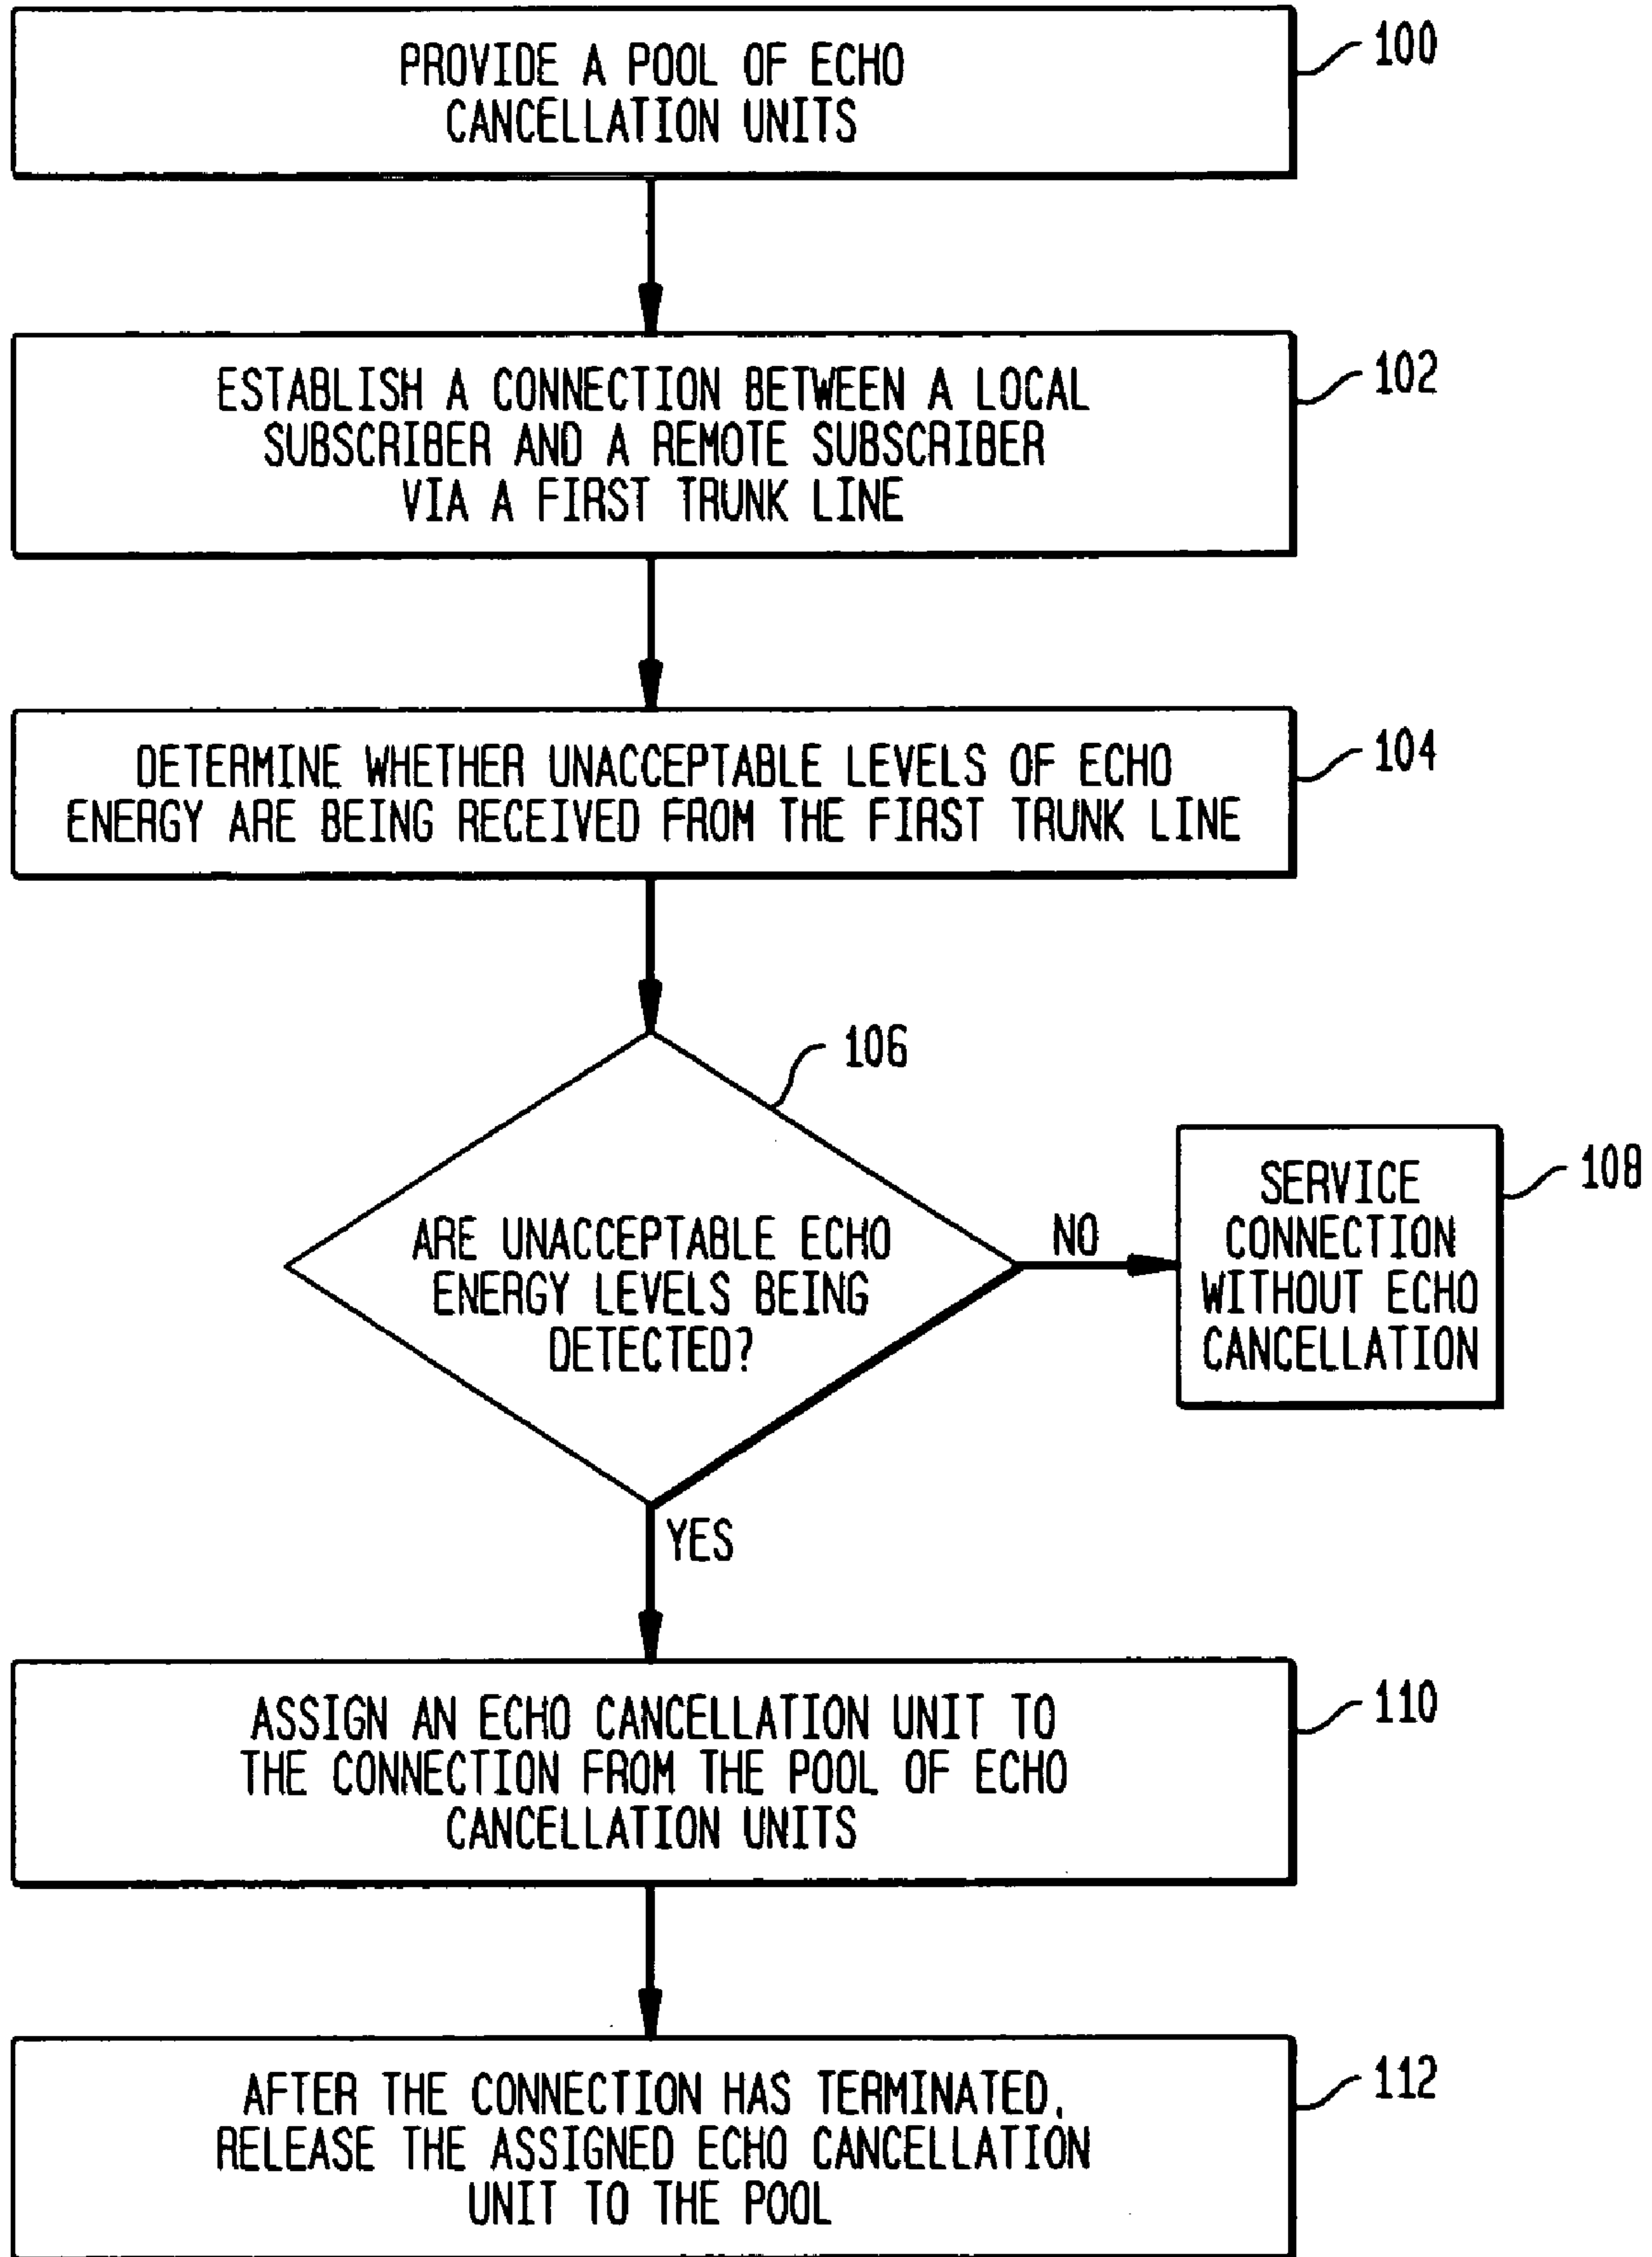 PROVIDE A POOL OF ECHO
CANCELLATION UNITS
100
ESTABLISH A CONNECTION BETWEEN A LOCAL
SUBSCRIBER AND A REMOTE SUBSCRIBER
VIA A FIRST TRUNK LINE
102
DETERMINE WHETHER UNACCEPTABLE LEVELS OF ECHO
ENERGY ARE BEING RECEIVED FROM THE FIRST TRUNK LINE
104
106
ARE UNACCEPTABLE ECHO
ENERGY LEVELS BEING
DETECTED?
NO
SERVICE
CONNECTION
WITHOUT ECHO
CANCELLATION
108
YES
ASSIGN AN ECHO CANCELLATION UNIT TO
THE CONNECTION FROM THE POOL OF ECHO
CANCELLATION UNITS
110
AFTER THE CONNECTION HAS TERMINATED,
RELEASE THE ASSIGNED ECHO CANCELLATION
UNIT TO THE POOL
112